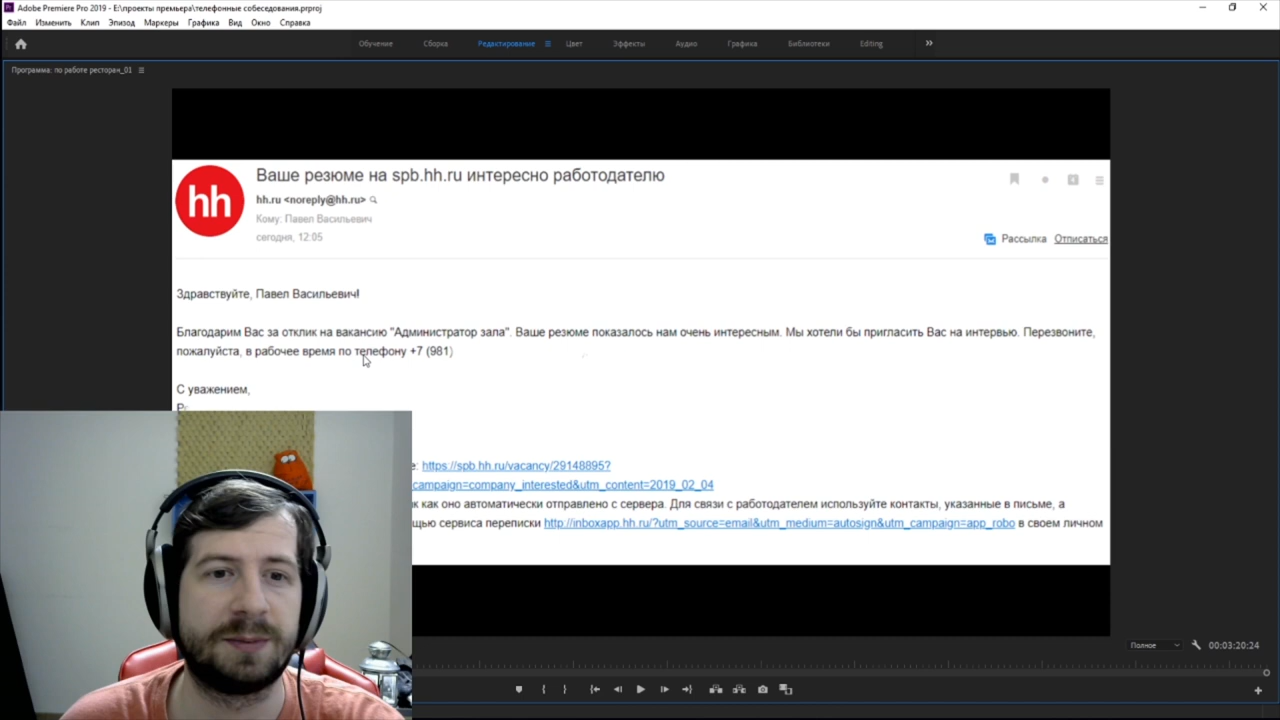 Adobe Premiere Pro 2019 - E:\проекты премьера\телефонные собеседования.prproj
Файл Изменить Клип Эпизод Маркеры Графика Вид Окно Справка
Обучение Сборка Редактирование Цвет Эффекты Аудио Графика Библиотеки Editing
Программа: по работе ресторан_01
Ваше резюме на spb.hh.ru интересно работодателю
hh
hh.ru <noreply@hh.ru>
Кому: Павел Васильевич
сегодня, 12:05
Рассылка Отписаться
Здравствуйте, Павел Васильевич!
Благодарим Вас за отклик на вакансию "Администратор зала". Ваше резюме показалось нам очень интересным. Мы хотели бы пригласить Вас на интервью. Перезвоните,
пожалуйста, в рабочее время по телефону +7 (981)
С уважением,
е: https://spb.hh.ru/vacancy/29148895?
campaign=company_interested&utm_content=2019_02_04
ак как оно автоматически отправлено с сервера. Для связи с работодателем используйте контакты, указанные в письме, а
щью сервиса переписки http://inboxapp.hh.ru/?utm_source=email&utm_medium=autosign&utm_campaign=app_robo в своем личном
Полное 00:03:20:24